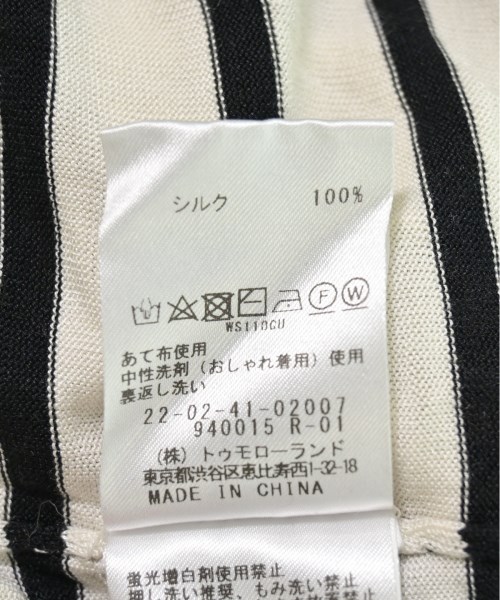 シルク 100%
F W
WS110CU
あて布使用
中性洗剤（おしゃれ着用）使用
裏返し洗い
22-02-41-02007
940015 R-01
（株）トゥモローランド
東京都渋谷区恵比寿西1-32-18
MADE IN CHINA
蛍光増白剤使用禁止
押し洗い推奨、もみ洗い禁止